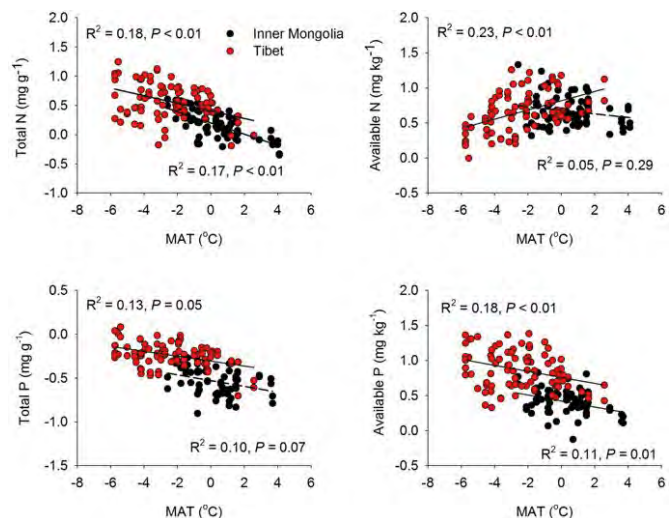 R² = 0.18, P < 0.01
Inner Mongolia
Tibet
R² = 0.17, P < 0.01
Total N (mg g⁻¹)
1.5
1.0
0.5
0.0
-0.5
-1.0
-8 -6 -4 -2 0 2 4 6
MAT (°C)
R² = 0.23, P < 0.01
R² = 0.05, P = 0.29
Available N (mg kg⁻¹)
2.0
1.5
1.0
0.5
0.0
-0.5
-8 -6 -4 -2 0 2 4 6
MAT (°C)
R² = 0.13, P = 0.05
R² = 0.10, P = 0.07
Total P (mg g⁻¹)
0.5
-0.0
-0.5
-1.0
-1.5
-8 -6 -4 -2 0 2 4 6
MAT (°C)
R² = 0.18, P < 0.01
R² = 0.11, P = 0.01
Available P (mg kg⁻¹)
2.0
1.5
1.0
0.5
0.0
-0.5
-8 -6 -4 -2 0 2 4 6
MAT (°C)